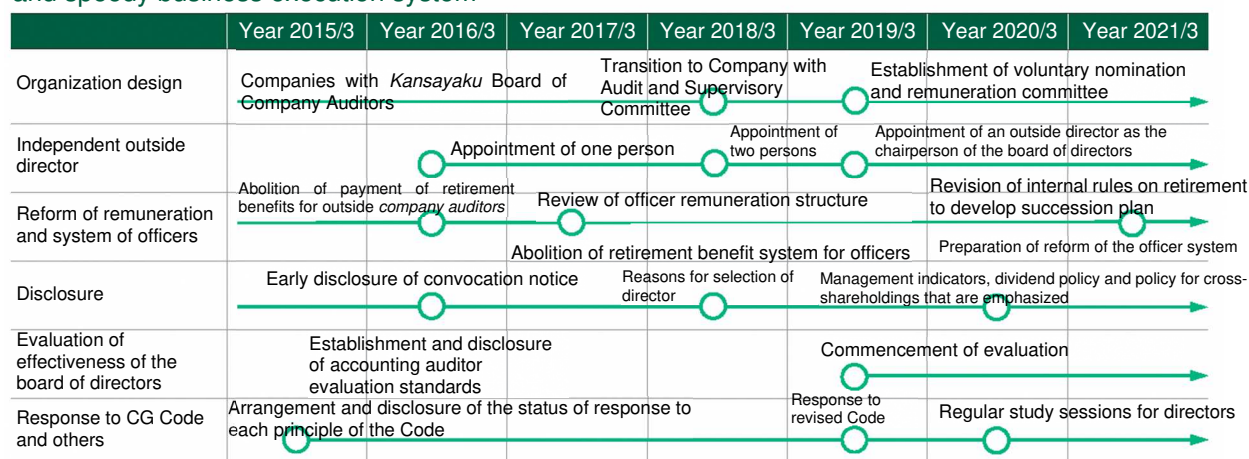 and speedy business execution system
Year 2015/3 Year 2016/3 Year 2017/3 Year 2018/3 Year 2019/3 Year 2020/3 Year 2021/3
Organization design
Companies with Kansayaku Board of
Company Auditors
Transition to Company with
Audit and Supervisory
Committee
Establishment of voluntary nomination
and remuneration committee
Independent outside
director
Appointment of one person
Appointment of
two persons
Appointment of an outside director as the
chairperson of the board of directors
Reform of remuneration
and system of officers
Abolition of payment of retirement
benefits for outside company auditors
Review of officer remuneration structure
Abolition of retirement benefit system for officers
Revision of internal rules on retirement
to develop succession plan
Preparation of reform of the officer system
Disclosure
Early disclosure of convocation notice
Reasons for selection of
director
Management indicators, dividend policy and policy for cross-
shareholdings that are emphasized
Evaluation of
effectiveness of the
board of directors
Establishment and disclosure
of accounting auditor
evaluation standards
Commencement of evaluation
Response to CG Code
and others
Arrangement and disclosure of the status of response to
each principle of the Code
Response to
revised Code
Regular study sessions for directors